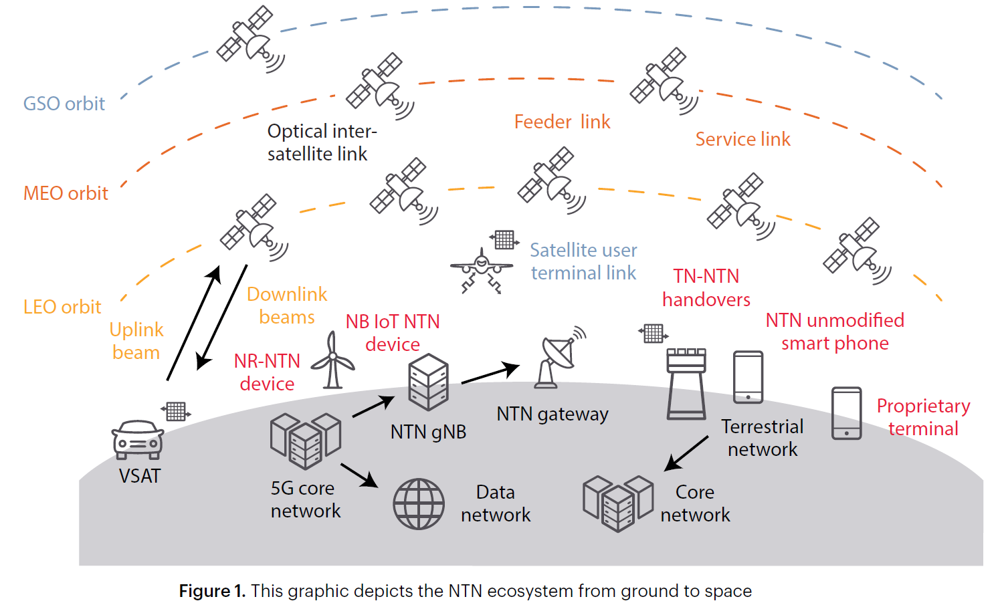 GSO orbit
Optical inter-
satellite link
Feeder link
Service link
MEO orbit
Satellite user
terminal link
TN-NTN
handovers
LEO orbit
Downlink
beams
Uplink
beam
NB IoT NTN
device
NTN unmodified
smart phone
NR-NTN
device
NTN gNB
NTN gateway
Terrestrial
network
Proprietary
terminal
VSAT
5G core
network
Data
network
Core
network
Figure 1. This graphic depicts the NTN ecosystem from ground to space